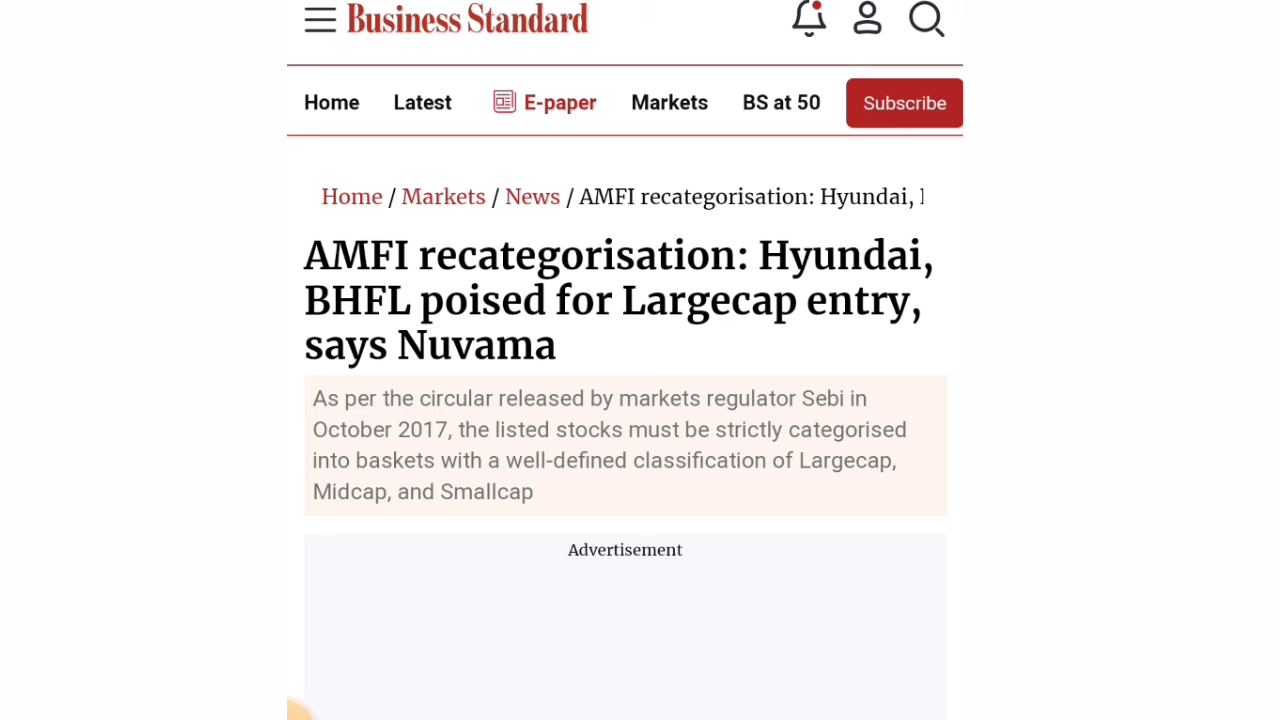 Business Standard
Home Latest E-paper Markets BS at 50 Subscribe
Home / Markets / News / AMFI recategorisation: Hyundai,
AMFI recategorisation: Hyundai,
BHFL poised for Largecap entry,
says Nuvama
As per the circular released by markets regulator Sebi in
October 2017, the listed stocks must be strictly categorised
into baskets with a well-defined classification of Largecap,
Midcap, and Smallcap
Advertisement